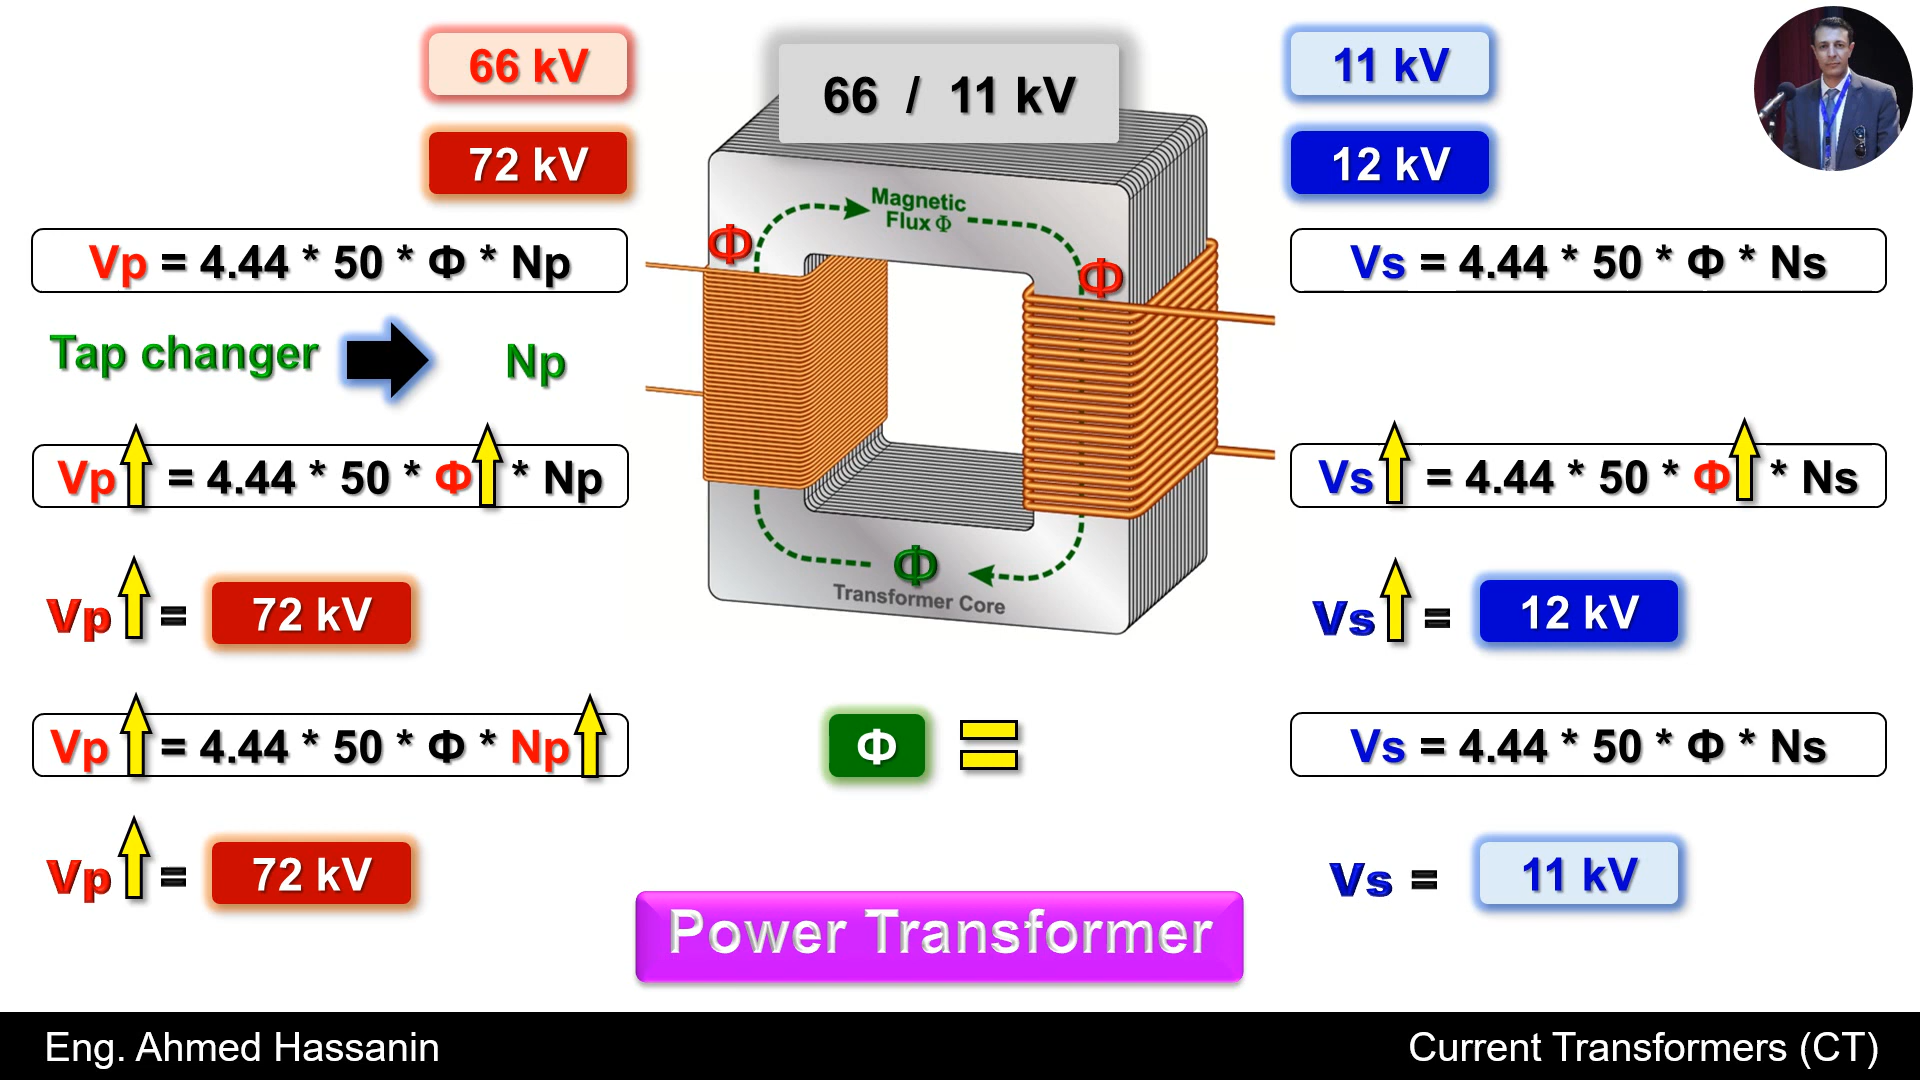 66 kV
66 / 11 kV
11 kV
72 kV
12 kV
Magnetic
Flux Φ
Φ
Φ
Vp = 4.44 * 50 * Φ * Np
Vs = 4.44 * 50 * Φ * Ns
Tap changer
Np
Vp = 4.44 * 50 * Φ * Np
Vs = 4.44 * 50 * Φ * Ns
Φ
Transformer Core
Vp = 72 kV
Vs = 12 kV
Vp = 4.44 * 50 * Φ * Np
Φ =
Vs = 4.44 * 50 * Φ * Ns
Vp = 72 kV
Vs = 11 kV
Power Transformer
Eng. Ahmed Hassanin
Current Transformers (CT)